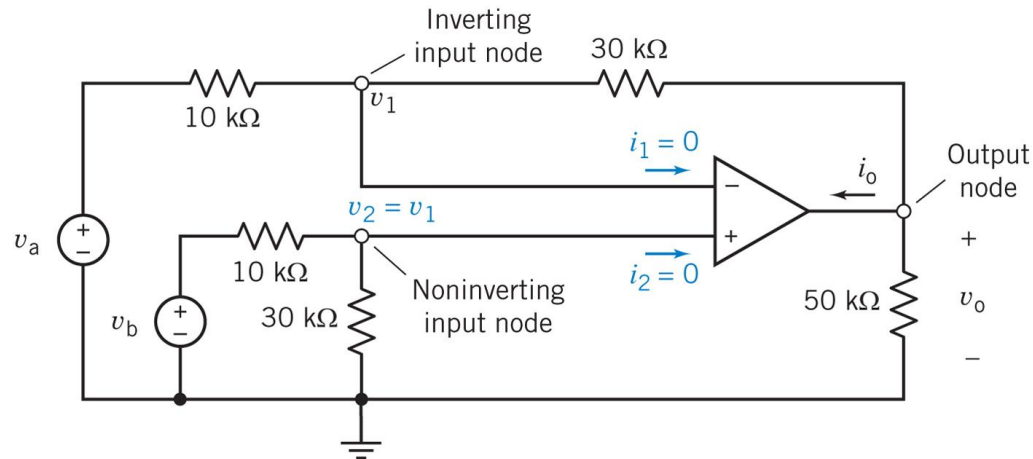 Inverting
input node
30 kΩ
10 kΩ
v1
i1 = 0
−
io
Output
node
v2 = v1
va
+
−
10 kΩ
+
i2 = 0
+
vb
+
−
30 kΩ
Noninverting
input node
50 kΩ
vo
−